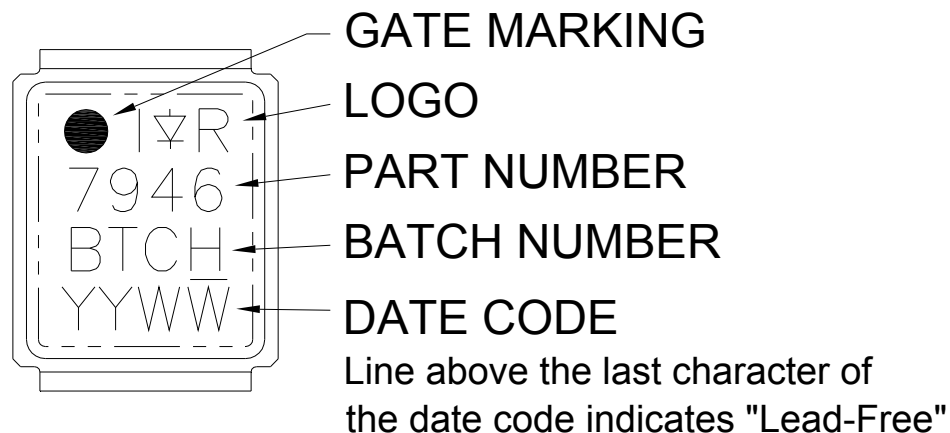 GATE MARKING
I R LOGO
7946 PART NUMBER
BTCH BATCH NUMBER
YYWW DATE CODE
Line above the last character of
the date code indicates "Lead-Free"